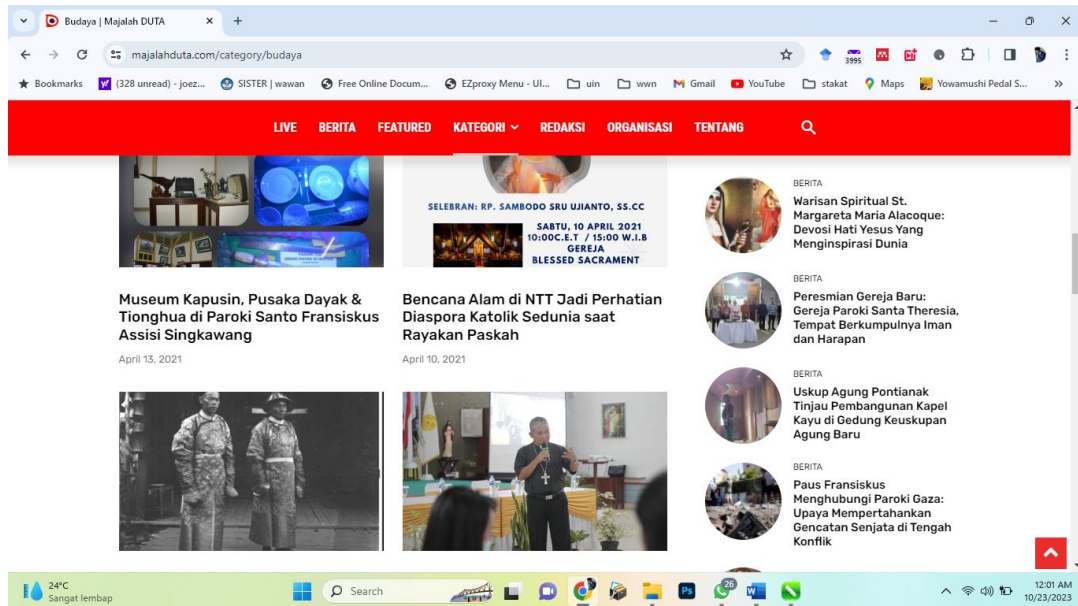 Budaya | Majalah DUTA
majalahduta.com/category/budaya
3995
Bookmarks
(328 unread) - joez...
SISTER | wawan
Free Online Docum...
EZproxy Menu - UI...
uin
wwn
Gmail
YouTube
stakat
Maps
Yowamushi Pedal S...
LIVE
BERITA
FEATURED
KATEGORI
REDAKSI
ORGANISASI
TENTANG
SELEBRAN: RP. SAMBODO SRU UJIANTO, SS.CC
SABTU, 10 APRIL 2021
10:00C.E.T / 15:00 W.I.B
GEREJA
BLESSED SACRAMENT
Museum Kapusin, Pusaka Dayak &
Tionghua di Paroki Santo Fransiskus
Assisi Singkawang
April 13, 2021
Bencana Alam di NTT Jadi Perhatian
Diaspora Katolik Sedunia saat
Rayakan Paskah
April 10, 2021
BERITA
Warisan Spiritual St.
Margareta Maria Alacoque:
Devosi Hati Yesus Yang
Menginspirasi Dunia
BERITA
Peresmian Gereja Baru:
Gereja Paroki Santa Theresia,
Tempat Berkumpulnya Iman
dan Harapan
BERITA
Uskup Agung Pontianak
Tinjau Pembangunan Kapel
Kayu di Gedung Keuskupan
Agung Baru
BERITA
Paus Fransiskus
Menghubungi Paroki Gaza:
Upaya Mempertahankan
Gencatan Senjata di Tengah
Konflik
24°C
Sangat lembap
Search
Ps
26
12:01 AM
10/23/2023